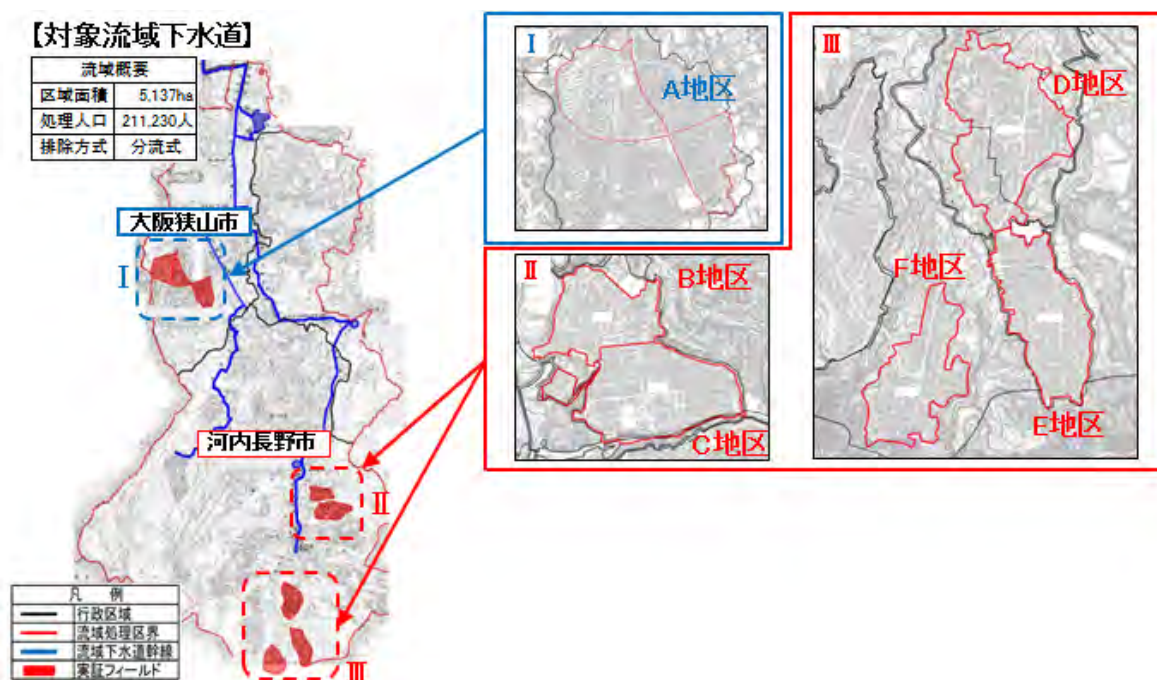 【対象流域下水道】
流域概要
区域面積 5,137ha
処理人口 211,230人
排除方式 分流式
大阪狭山市
Ⅰ
河内長野市
Ⅱ
Ⅲ
凡 例
行政区域
流域処理区界
流域下水道幹線
実証フィールド
Ⅰ
A地区
Ⅱ
B地区
C地区
Ⅲ
D地区
F地区
E地区